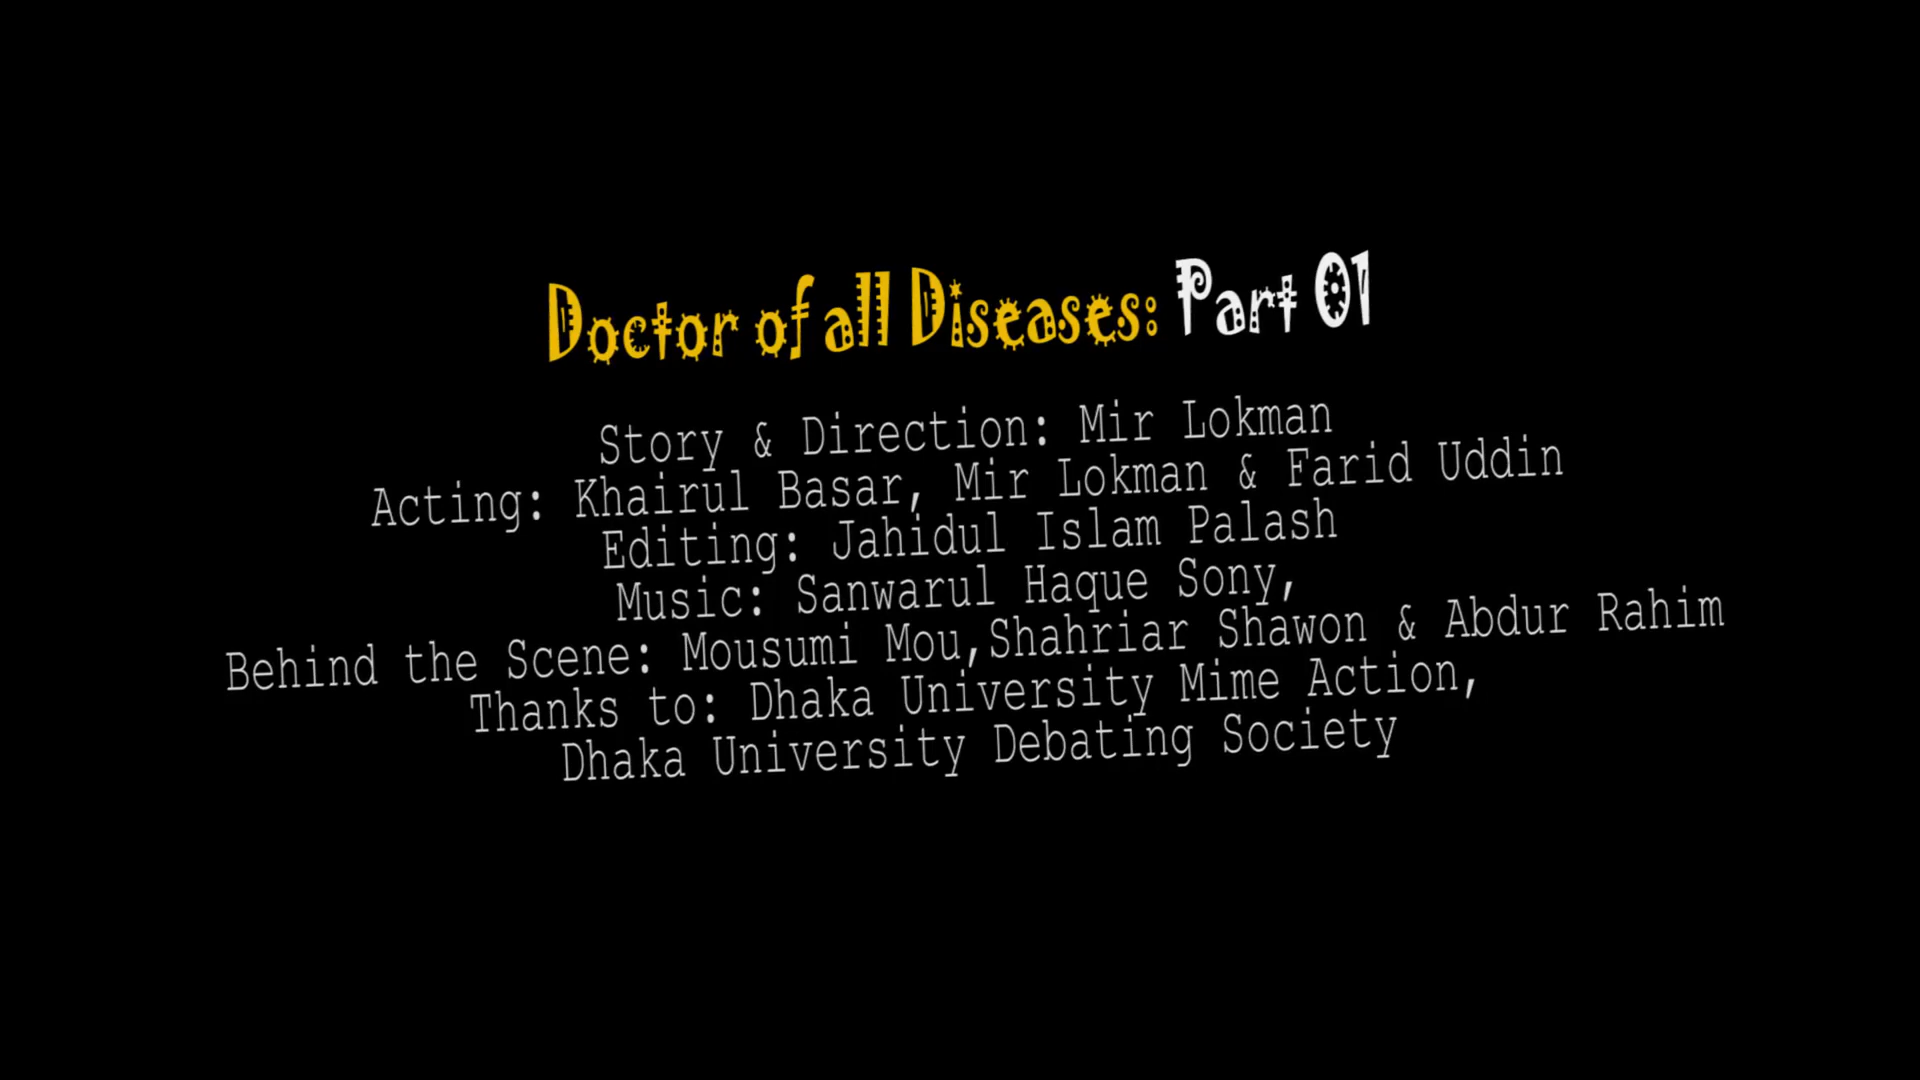 Doctor of all Diseases: Part 01
Story & Direction: Mir Lokman
Acting: Khairul Basar, Mir Lokman & Farid Uddin
Editing: Jahidul Islam Palash
Music: Sanwarul Haque Sony,
Behind the Scene: Mousumi Mou,Shahriar Shawon & Abdur Rahim
Thanks to: Dhaka University Mime Action,
Dhaka University Debating Society